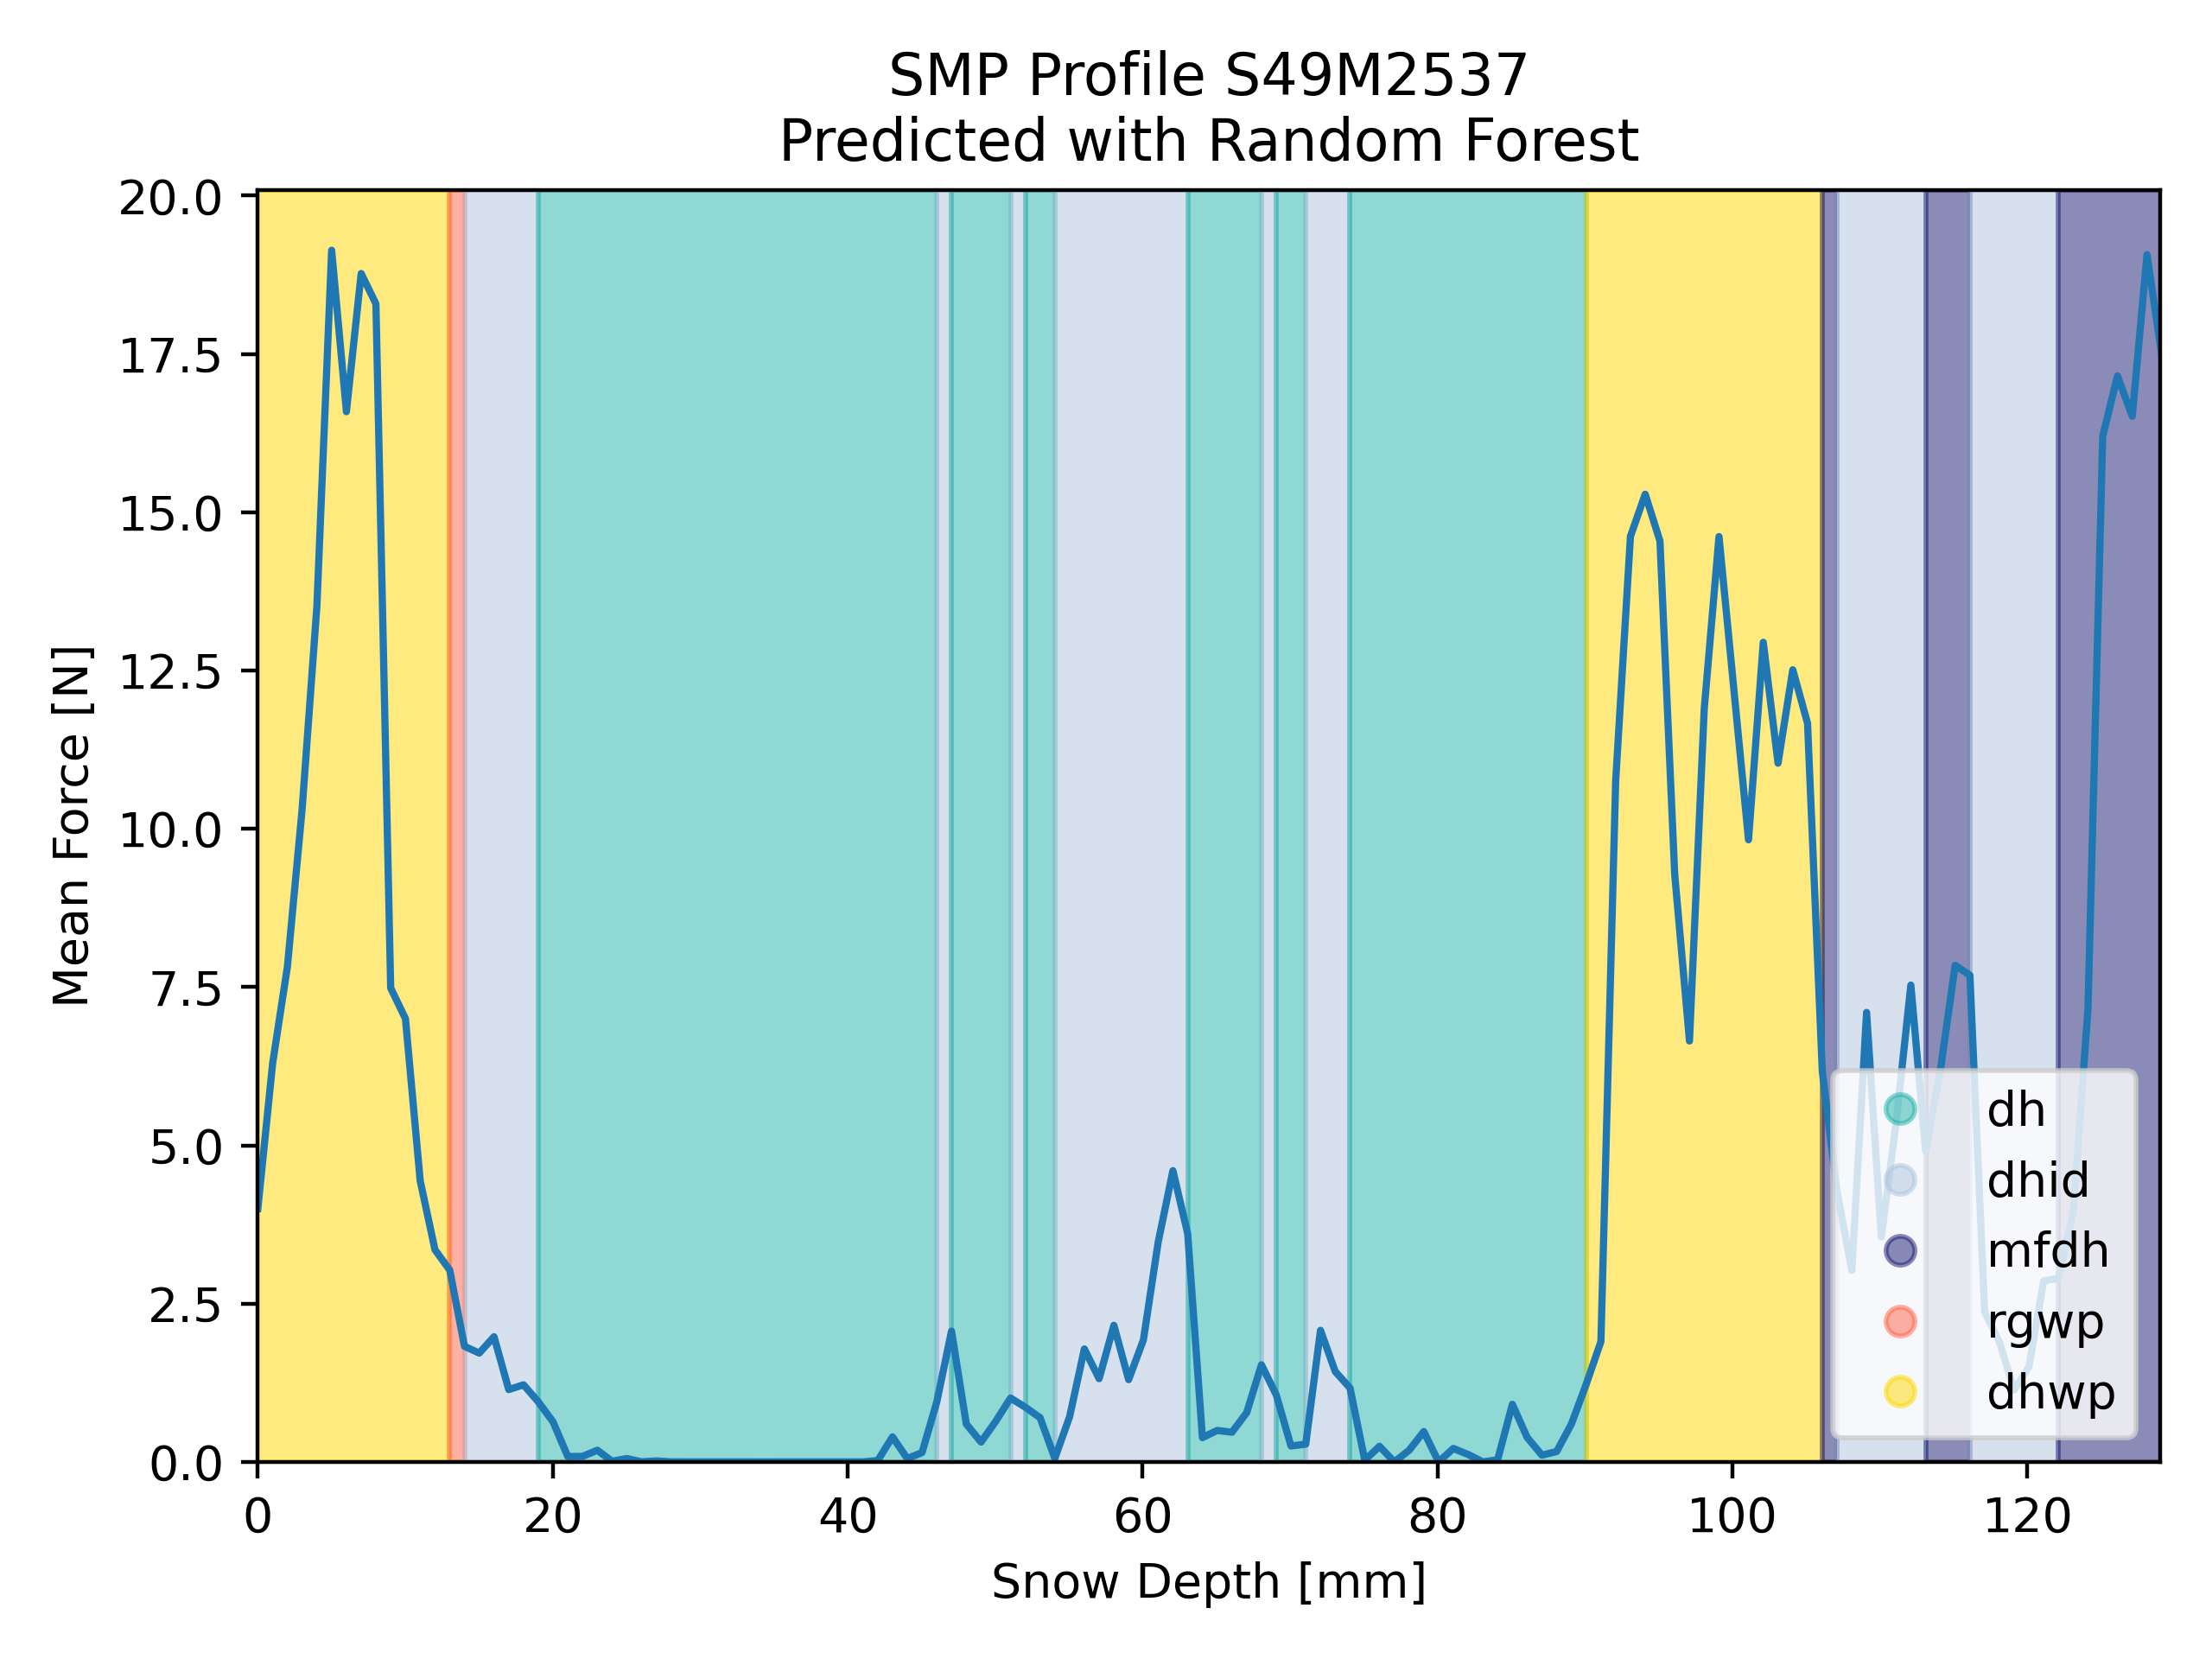 SMP Profile S49M2537
Predicted with Random Forest
Mean Force [N]
20.0
17.5
15.0
12.5
10.0
7.5
5.0
2.5
0.0
dh
dhid
mfdh
rgwp
dhwp
0 20 40 60 80 100 120
Snow Depth [mm]